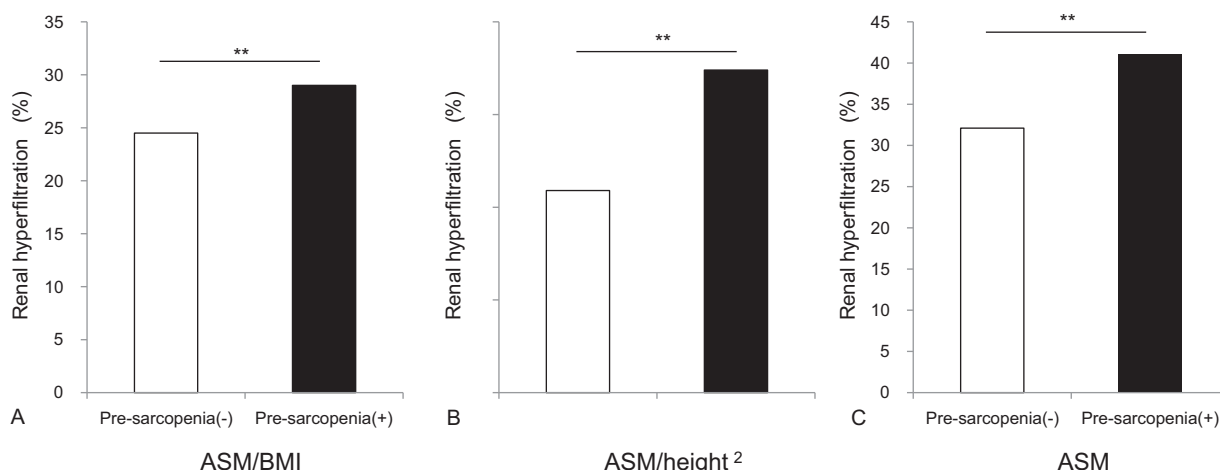 35
30
25
20
15
10
5
0
Renal hyperfiltration (%)
**
Pre-sarcopenia(-) Pre-sarcopenia(+)
A
ASM/BMI
Renal hyperfiltration (%)
**
B
ASM/height ²
45
40
35
30
25
20
15
10
5
0
Renal hyperfiltration (%)
**
Pre-sarcopenia(-) Pre-sarcopenia(+)
C
ASM